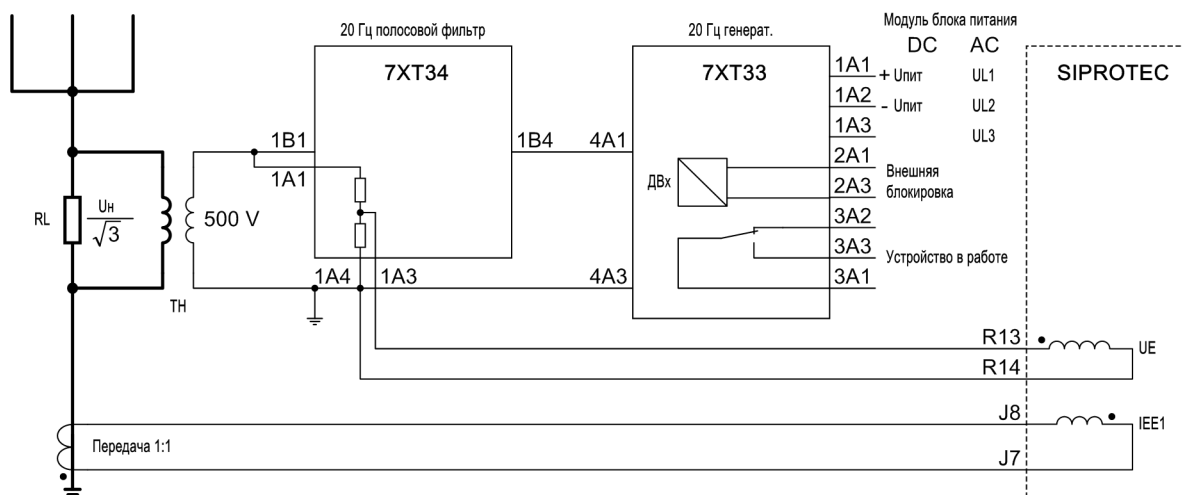 20 Гц полосовой фильтр
7XT34
20 Гц генерат.
7XT33
Модуль блока питания
DC AC
SIPROTEC
1A1
+ Uпит UL1
1A2
- Uпит UL2
1A3
UL3
1B1
1A1
1B4
4A1
2A1
ДВх
Внешняя
блокировка
2A3
RL
Uн
√3
500 V
3A2
3A3
Устройство в работе
1A4
1A3
4A3
3A1
ТН
R13
UE
R14
J8
IEE1
Передача 1:1
J7